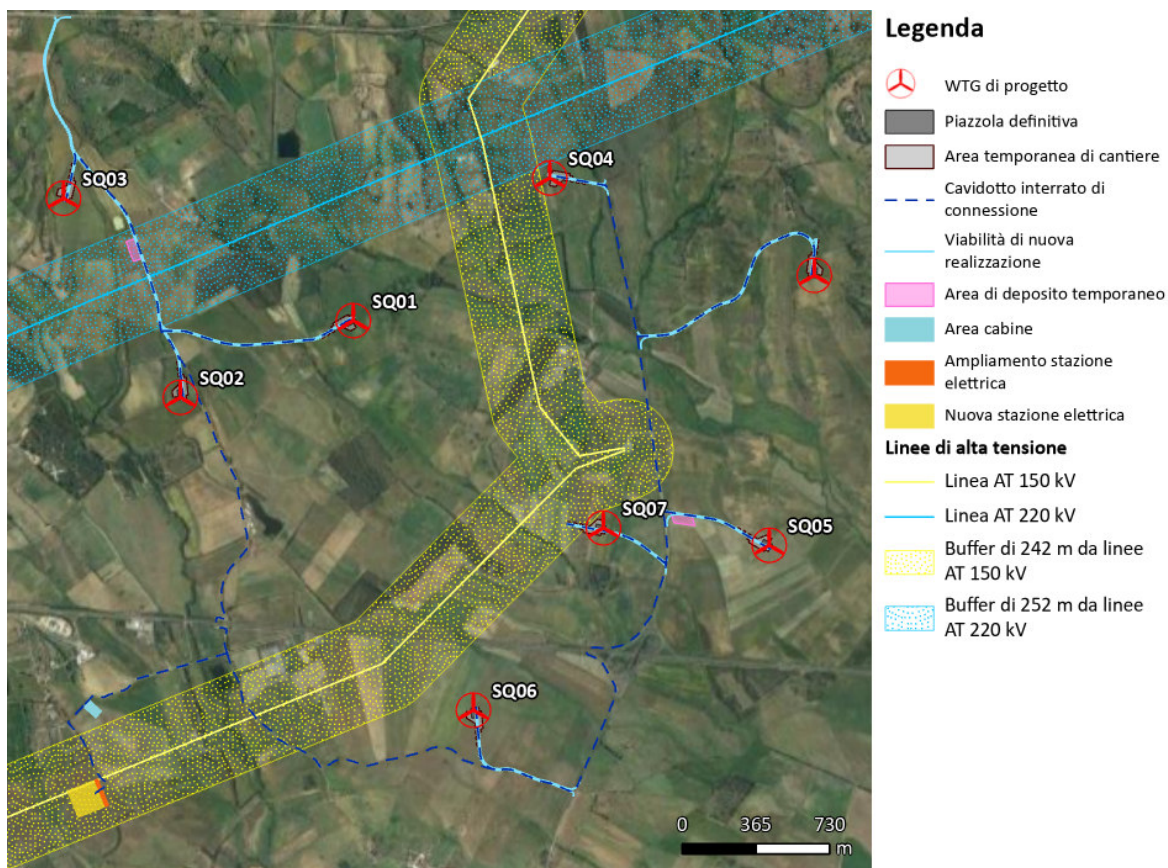 SQ03
SQ04
SQ01
SQ02
SQ07
SQ05
SQ06
0 365 730
m
Legenda
WTG di progetto
Piazzola definitiva
Area temporanea di cantiere
Cavidotto interrato di
connessione
Viabilità di nuova
realizzazione
Area di deposito temporaneo
Area cabine
Ampliamento stazione
elettrica
Nuova stazione elettrica
Linee di alta tensione
Linea AT 150 kV
Linea AT 220 kV
Buffer di 242 m da linee
AT 150 kV
Buffer di 252 m da linee
AT 220 kV